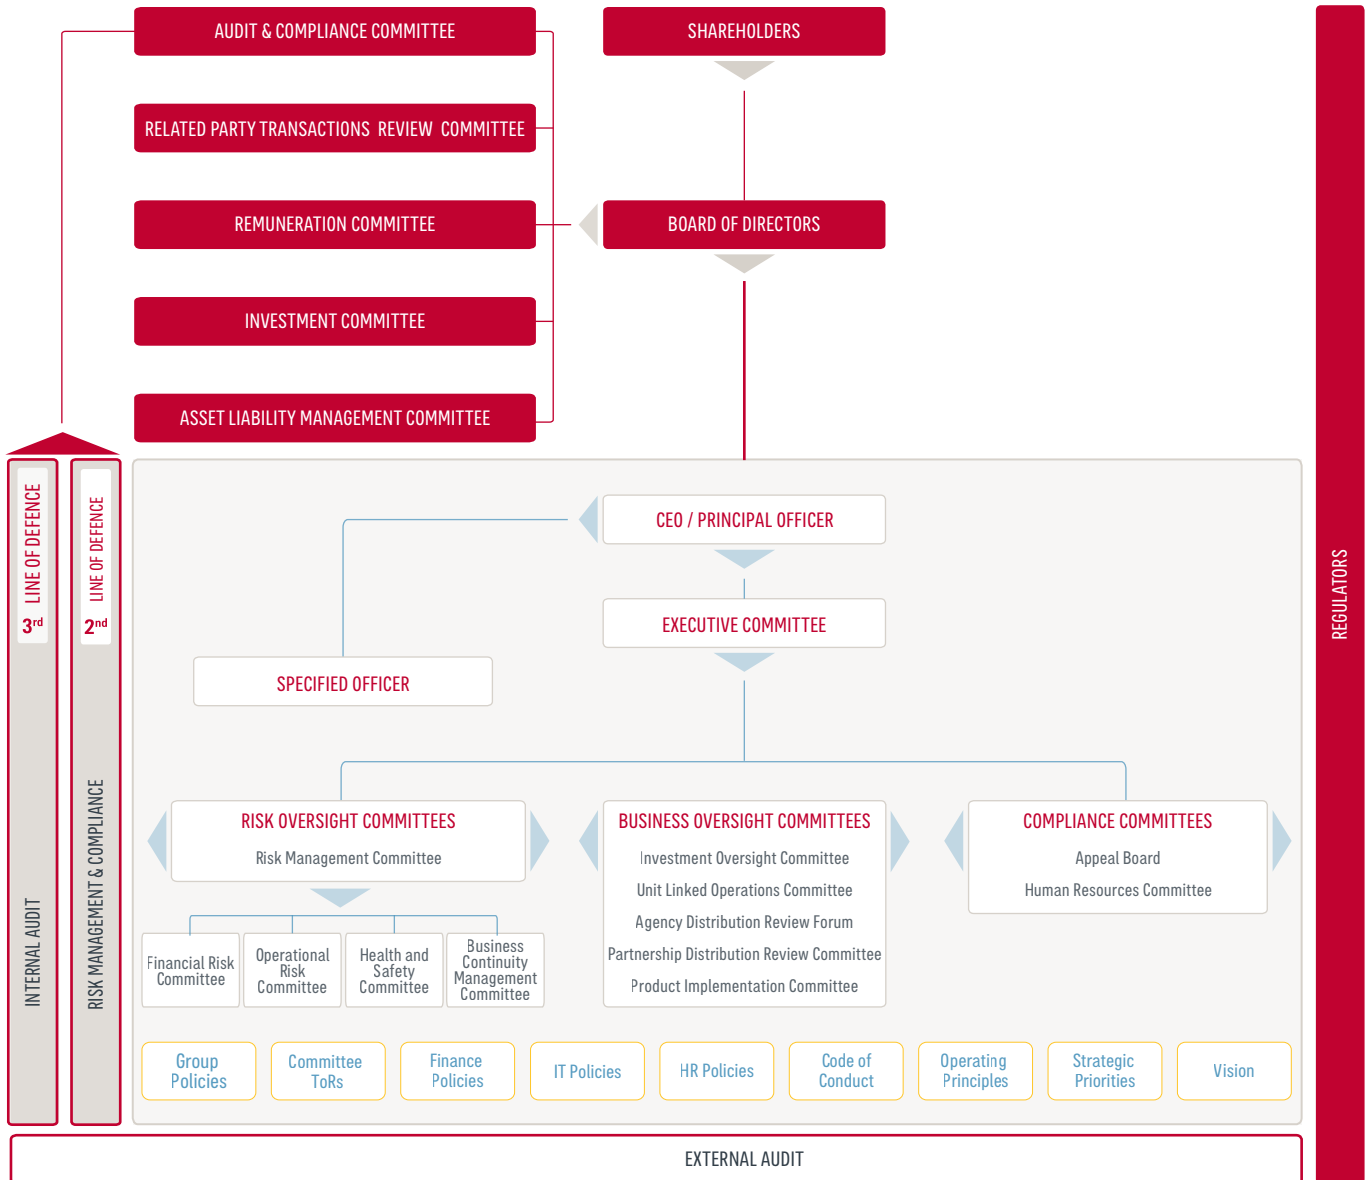 AUDIT & COMPLIANCE COMMITTEE
SHAREHOLDERS
RELATED PARTY TRANSACTIONS REVIEW COMMITTEE
REMUNERATION COMMITTEE
BOARD OF DIRECTORS
INVESTMENT COMMITTEE
ASSET LIABILITY MANAGEMENT COMMITTEE
3rd LINE OF DEFENCE
INTERNAL AUDIT
2nd LINE OF DEFENCE
RISK MANAGEMENT & COMPLIANCE
CEO / PRINCIPAL OFFICER
EXECUTIVE COMMITTEE
SPECIFIED OFFICER
RISK OVERSIGHT COMMITTEES
Risk Management Committee
Financial Risk
Committee
Operational
Risk
Committee
Health and
Safety
Committee
Business
Continuity
Management
Committee
BUSINESS OVERSIGHT COMMITTEES
Investment Oversight Committee
Unit Linked Operations Committee
Agency Distribution Review Forum
Partnership Distribution Review Committee
Product Implementation Committee
COMPLIANCE COMMITTEES
Appeal Board
Human Resources Committee
Group
Policies
Committee
ToRs
Finance
Policies
IT Policies
HR Policies
Code of
Conduct
Operating
Principles
Strategic
Priorities
Vision
EXTERNAL AUDIT
REGULATORS